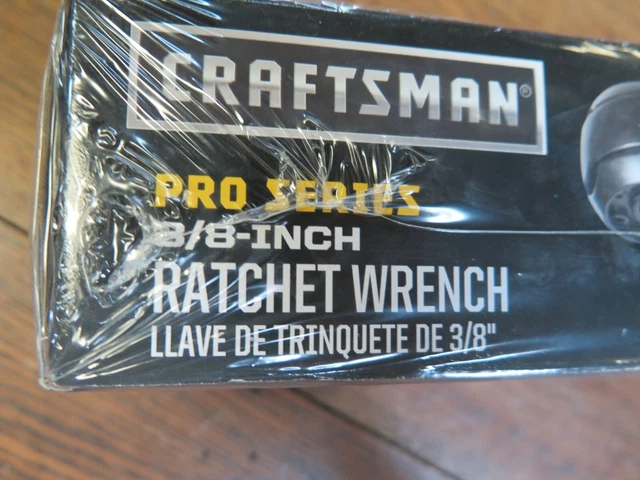 CRAFTSMAN®
PRO SERIES
3/8-INCH
RATCHET WRENCH
LLAVE DE TRINQUETE DE 3/8"